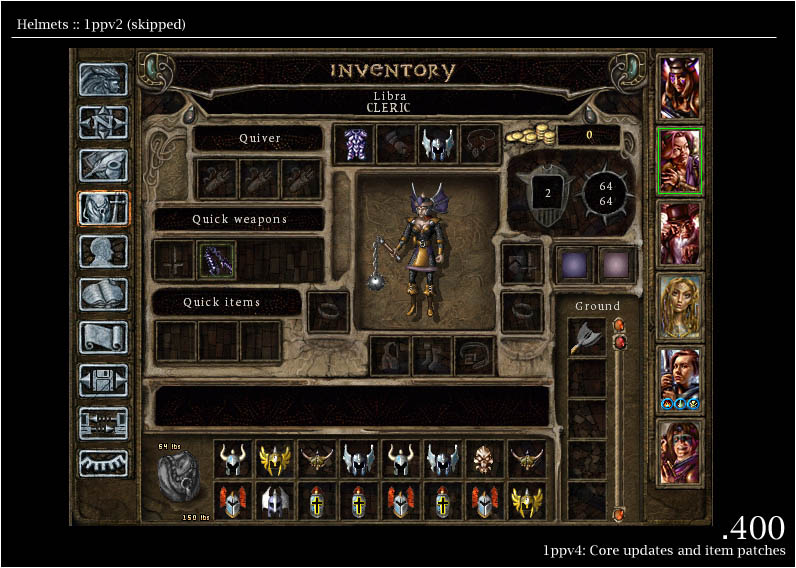 Helmets :: 1ppv2 (skipped)
INVENTORY
Libra
CLERIC
Quiver
0
2
64
64
Quick weapons
Quick items
Ground
64 lbs
150 lbs
.400
1ppv4: Core updates and item patches